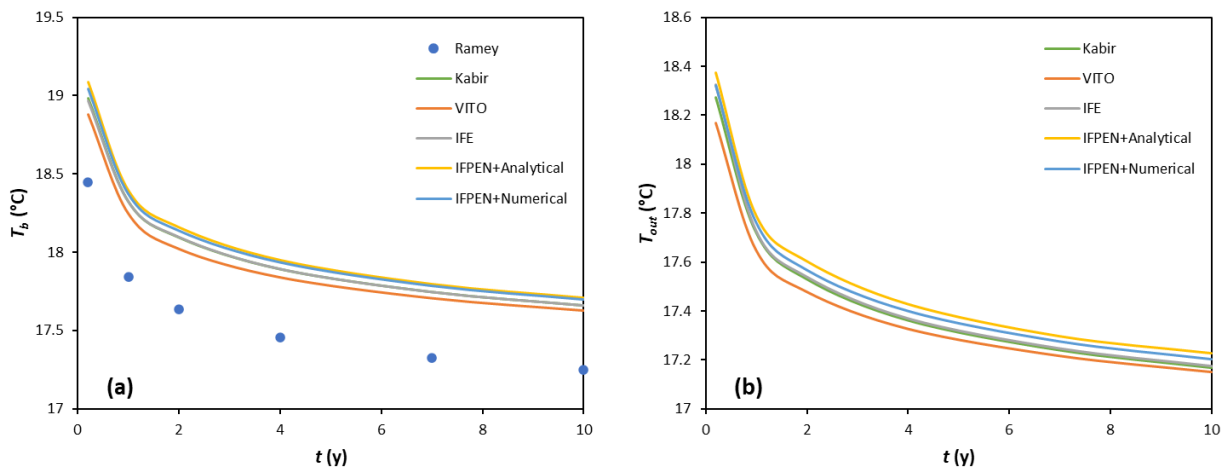 19.5
19
18.5
18
17.5
17
T_b (°C)
0
2
4
6
8
10
t (y)
(a)
Ramey
Kabir
VITO
IFE
IFPEN+Analytical
IFPEN+Numerical
18.6
18.4
18.2
18
17.8
17.6
17.4
17.2
17
T_out (°C)
0
2
4
6
8
10
t (y)
(b)
Kabir
VITO
IFE
IFPEN+Analytical
IFPEN+Numerical